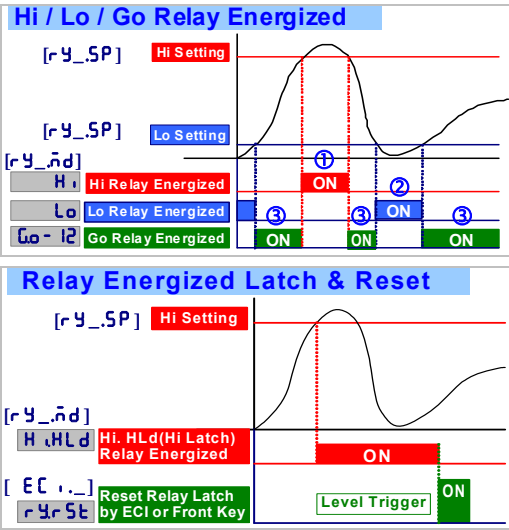 Hi / Lo / Go Relay Energized
[rY_.SP] Hi Setting
[rY_.SP] Lo Setting
[rY_.n̄d]
①
Hi Hi Relay Energized ON
②
Lo Lo Relay Energized ON
③ ③ ③
Go-12 Go Relay Energized ON ON ON
Relay Energized Latch & Reset
[rY_.SP] Hi Setting
[rY_.n̄d]
Hi.HLd Hi. HLd(Hi Latch)
Relay Energized ON
[ECi._] Reset Relay Latch
rY.rSt by ECI or Front Key
Level Trigger
ON